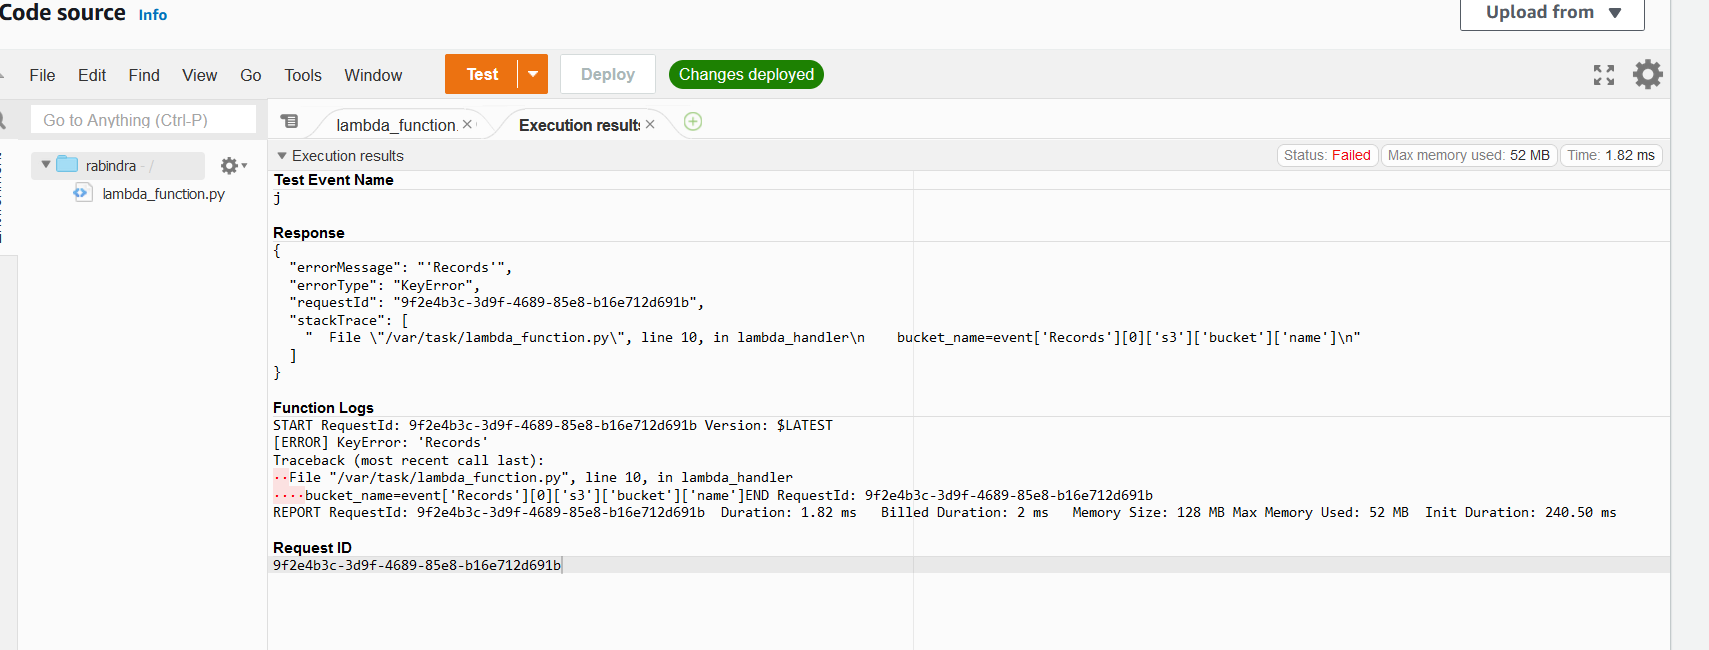 Code source Info
Upload from
File Edit Find View Go Tools Window Test Deploy Changes deployed
Go to Anything (Ctrl-P)
lambda_function. Execution results
rabindra - /
lambda_function.py
Execution results
Status: Failed Max memory used: 52 MB Time: 1.82 ms
Test Event Name
j
Response
{
"errorMessage": "'Records'",
"errorType": "KeyError",
"requestId": "9f2e4b3c-3d9f-4689-85e8-b16e712d691b",
"stackTrace": [
"  File \"/var/task/lambda_function.py\", line 10, in lambda_handler\n    bucket_name=event['Records'][0]['s3']['bucket']['name']\n"
]
}
Function Logs
START RequestId: 9f2e4b3c-3d9f-4689-85e8-b16e712d691b Version: $LATEST
[ERROR] KeyError: 'Records'
Traceback (most recent call last):
··File "/var/task/lambda_function.py", line 10, in lambda_handler
····bucket_name=event['Records'][0]['s3']['bucket']['name']END RequestId: 9f2e4b3c-3d9f-4689-85e8-b16e712d691b
REPORT RequestId: 9f2e4b3c-3d9f-4689-85e8-b16e712d691b Duration: 1.82 ms Billed Duration: 2 ms Memory Size: 128 MB Max Memory Used: 52 MB Init Duration: 240.50 ms
Request ID
9f2e4b3c-3d9f-4689-85e8-b16e712d691b